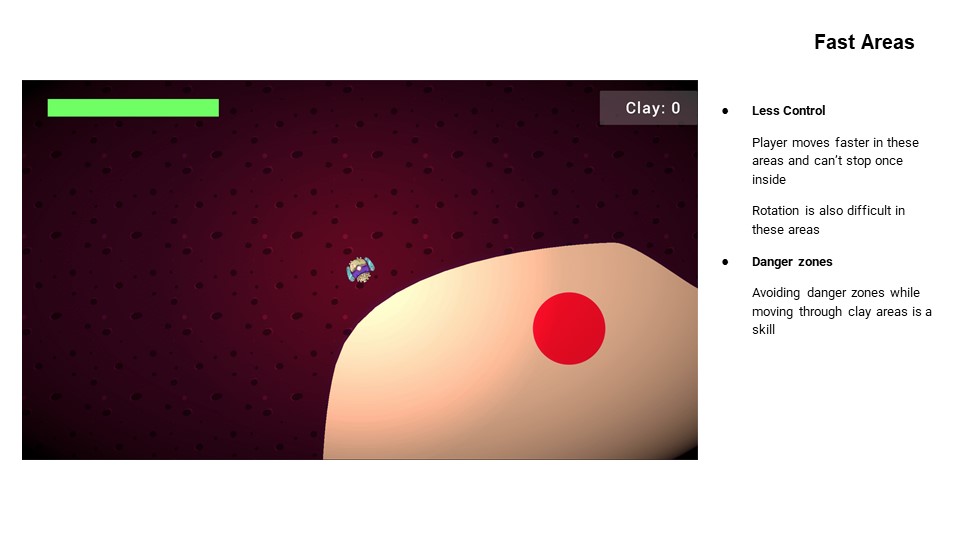 Fast Areas
Clay: 0
● Less Control
Player moves faster in these
areas and can’t stop once
inside
Rotation is also difficult in
these areas
● Danger zones
Avoiding danger zones while
moving through clay areas is a
skill